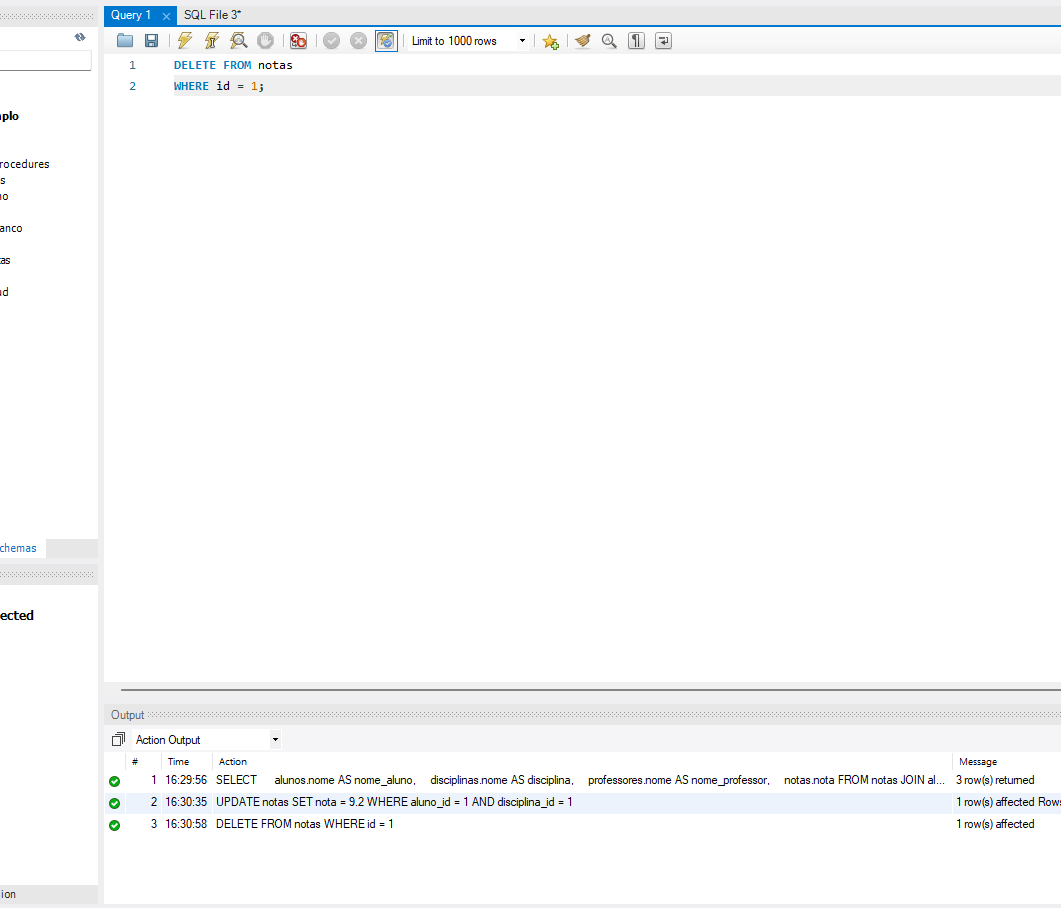 Query 1
SQL File 3*
Limit to 1000 rows
1 DELETE FROM notas
2 WHERE id = 1;
plo
rocedures
s
o
anco
as
d
chemas
ected
ion
Output
Action Output
# Time Action Message
1 16:29:56 SELECT alunos.nome AS nome_aluno, disciplinas.nome AS disciplina, professores.nome AS nome_professor, notas.nota FROM notas JOIN al... 3 row(s) returned
2 16:30:35 UPDATE notas SET nota = 9.2 WHERE aluno_id = 1 AND disciplina_id = 1 1 row(s) affected Rows
3 16:30:58 DELETE FROM notas WHERE id = 1 1 row(s) affected